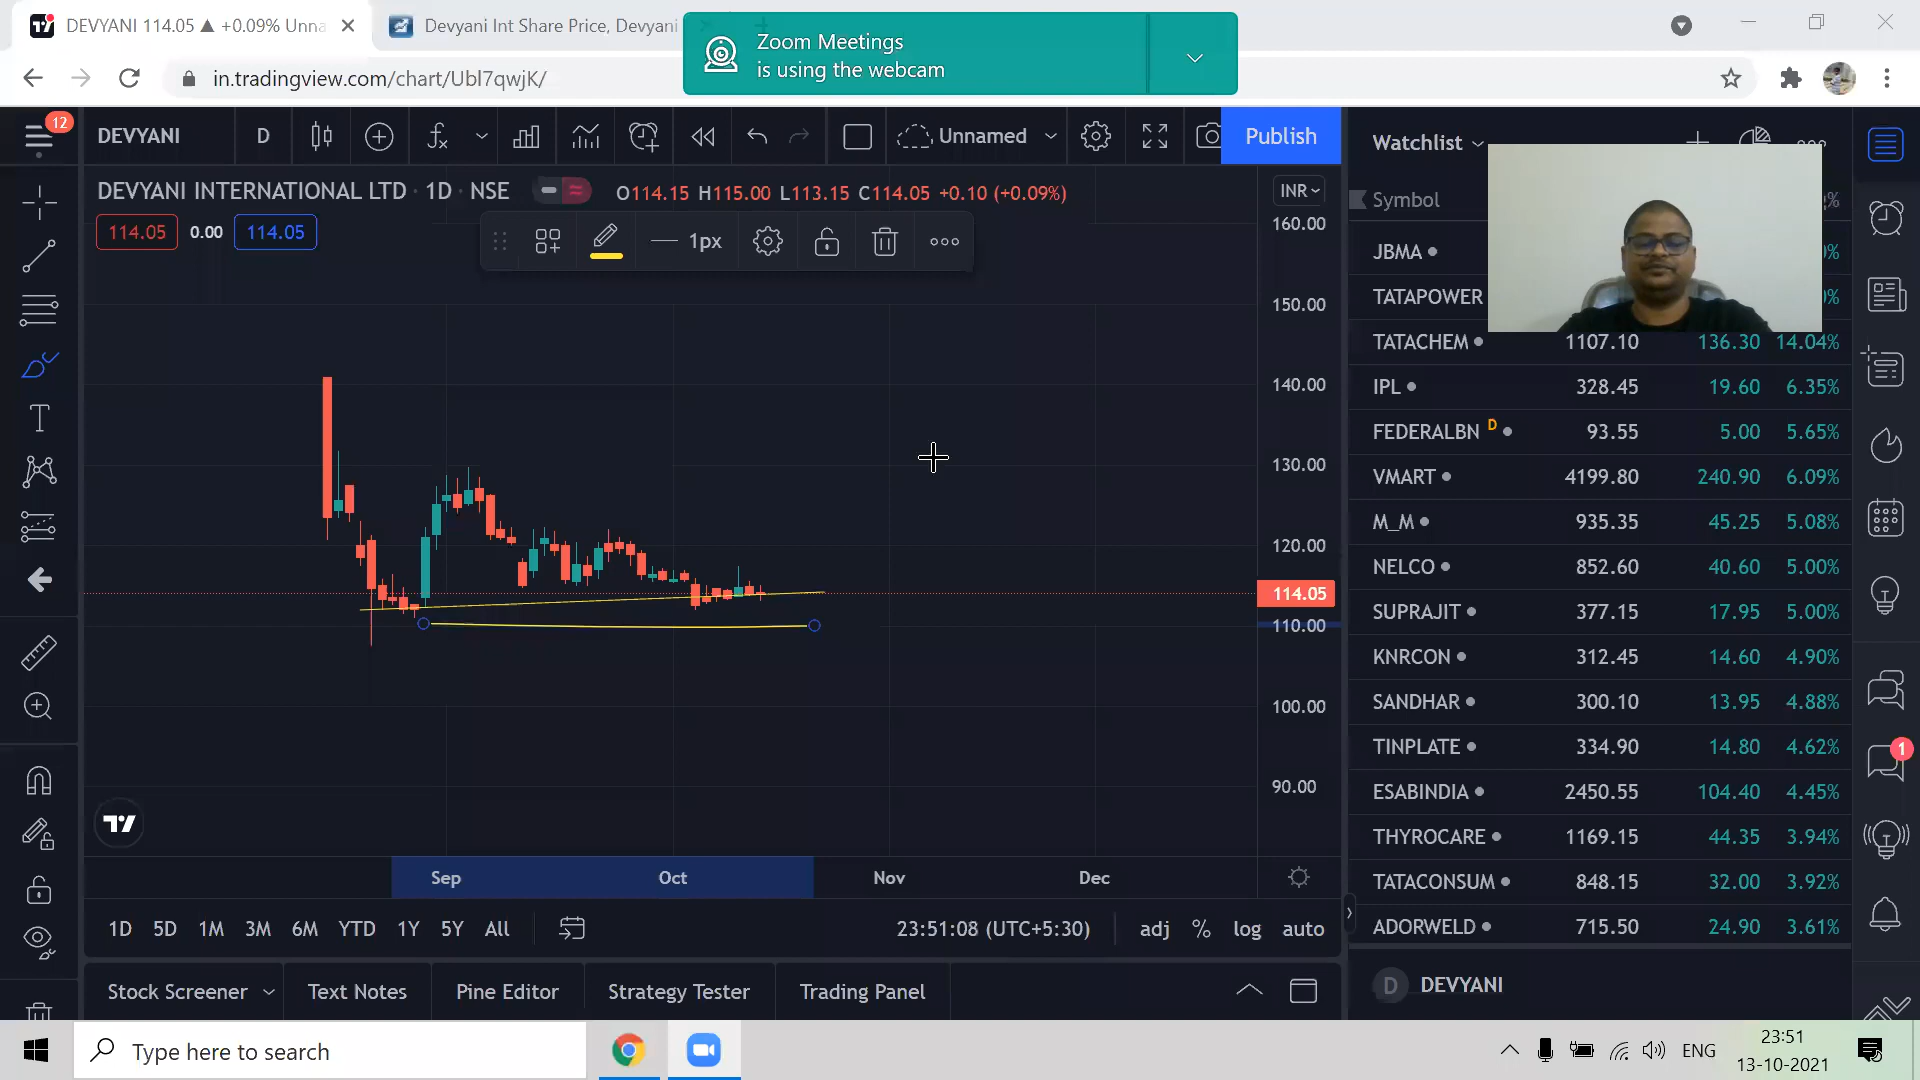 DEVYANI 114.05 ▲ +0.09% Unna
Devyani Int Share Price, Devyani
Zoom Meetings
is using the webcam
in.tradingview.com/chart/Ubl7qwjK/
12
DEVYANI
D
Unnamed
Publish
Watchlist
DEVYANI INTERNATIONAL LTD · 1D · NSE
O114.15 H115.00 L113.15 C114.05 +0.10 (+0.09%)
INR
Symbol
114.05 0.00 114.05
1px
160.00
150.00
140.00
130.00
120.00
114.05
110.00
100.00
90.00
JBMA
TATAPOWER
TATACHEM 1107.10 136.30 14.04%
IPL 328.45 19.60 6.35%
FEDERALBN D 93.55 5.00 5.65%
VMART 4199.80 240.90 6.09%
M_M 935.35 45.25 5.08%
NELCO 852.60 40.60 5.00%
SUPRAJIT 377.15 17.95 5.00%
KNRCON 312.45 14.60 4.90%
SANDHAR 300.10 13.95 4.88%
TINPLATE 334.90 14.80 4.62%
ESABINDIA 2450.55 104.40 4.45%
THYROCARE 1169.15 44.35 3.94%
TATACONSUM 848.15 32.00 3.92%
ADORWELD 715.50 24.90 3.61%
1
Sep Oct Nov Dec
1D 5D 1M 3M 6M YTD 1Y 5Y All
23:51:08 (UTC+5:30)
adj % log auto
Stock Screener Text Notes Pine Editor Strategy Tester Trading Panel
D DEVYANI
Type here to search
ENG
23:51
13-10-2021